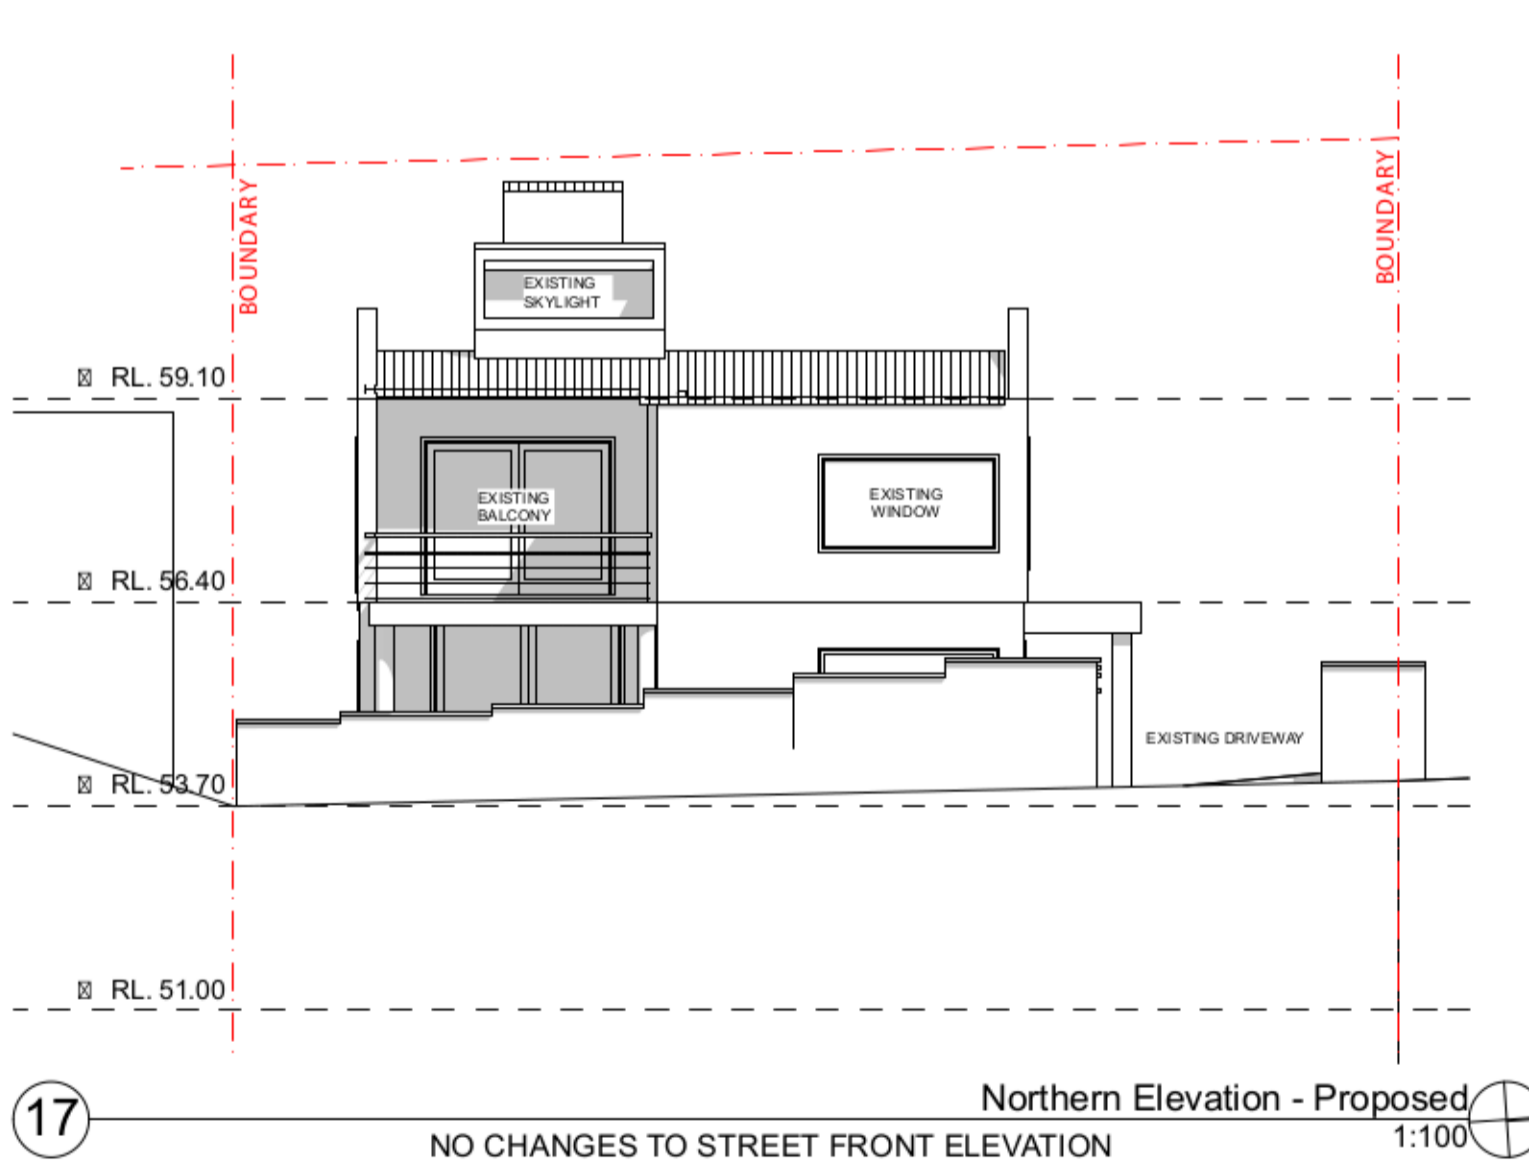 BOUNDARY
BOUNDARY
EXISTING
SKYLIGHT
RL. 59.10
EXISTING
BALCONY
EXISTING
WINDOW
RL. 56.40
EXISTING DRIVEWAY
RL. 53.70
RL. 51.00
17
Northern Elevation - Proposed
NO CHANGES TO STREET FRONT ELEVATION
1:100